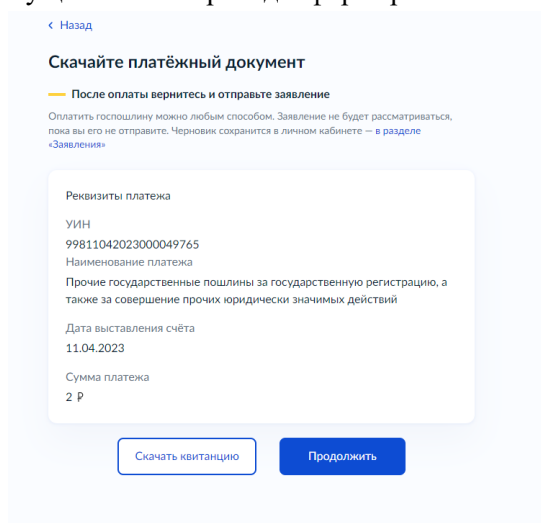 ‹ Назад
Скачайте платёжный документ
После оплаты вернитесь и отправьте заявление
Оплатить госпошлину можно любым способом. Заявление не будет рассматриваться,
пока вы его не отправите. Черновик сохранится в личном кабинете — в разделе
«Заявления»
Реквизиты платежа
УИН
99811042023000049765
Наименование платежа
Прочие государственные пошлины за государственную регистрацию, а
также за совершение прочих юридически значимых действий
Дата выставления счёта
11.04.2023
Сумма платежа
2 ₽
Скачать квитанцию
Продолжить